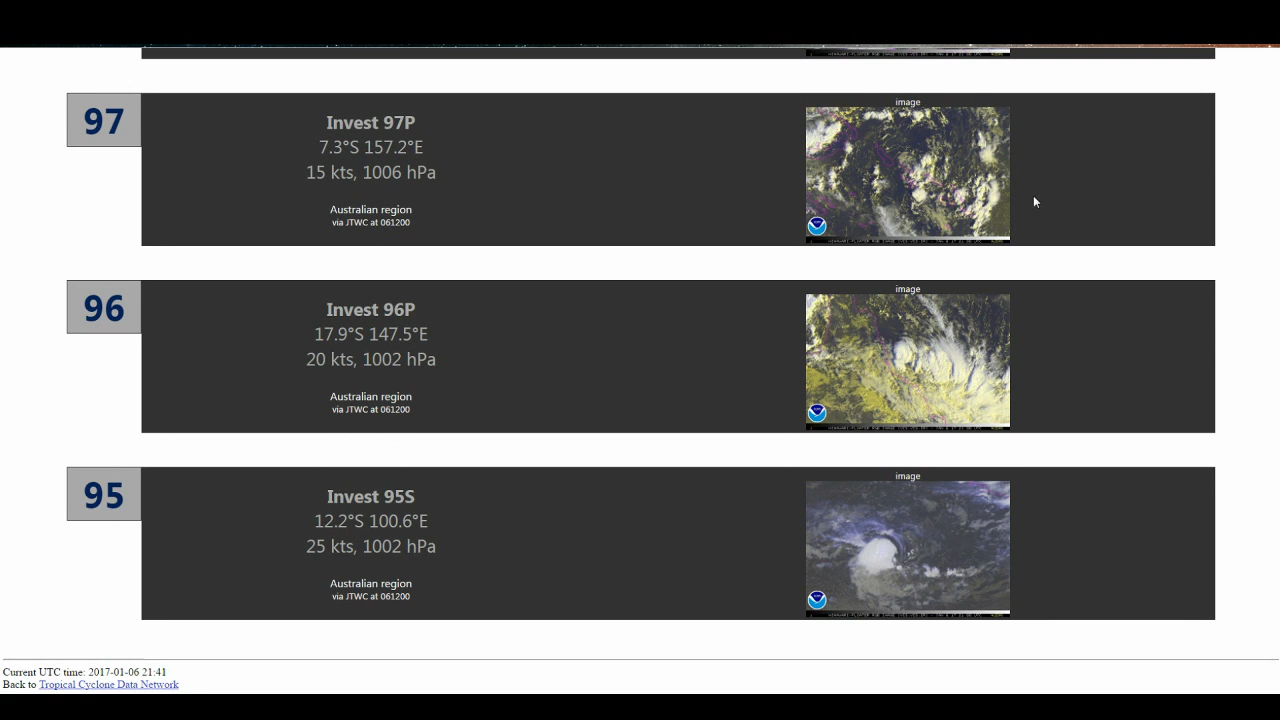 97
Invest 97P
7.3°S 157.2°E
15 kts, 1006 hPa
Australian region
via JTWC at 061200
image
96
Invest 96P
17.9°S 147.5°E
20 kts, 1002 hPa
Australian region
via JTWC at 061200
image
95
Invest 95S
12.2°S 100.6°E
25 kts, 1002 hPa
Australian region
via JTWC at 061200
image
Current UTC time: 2017-01-06 21:41
Back to Tropical Cyclone Data Network